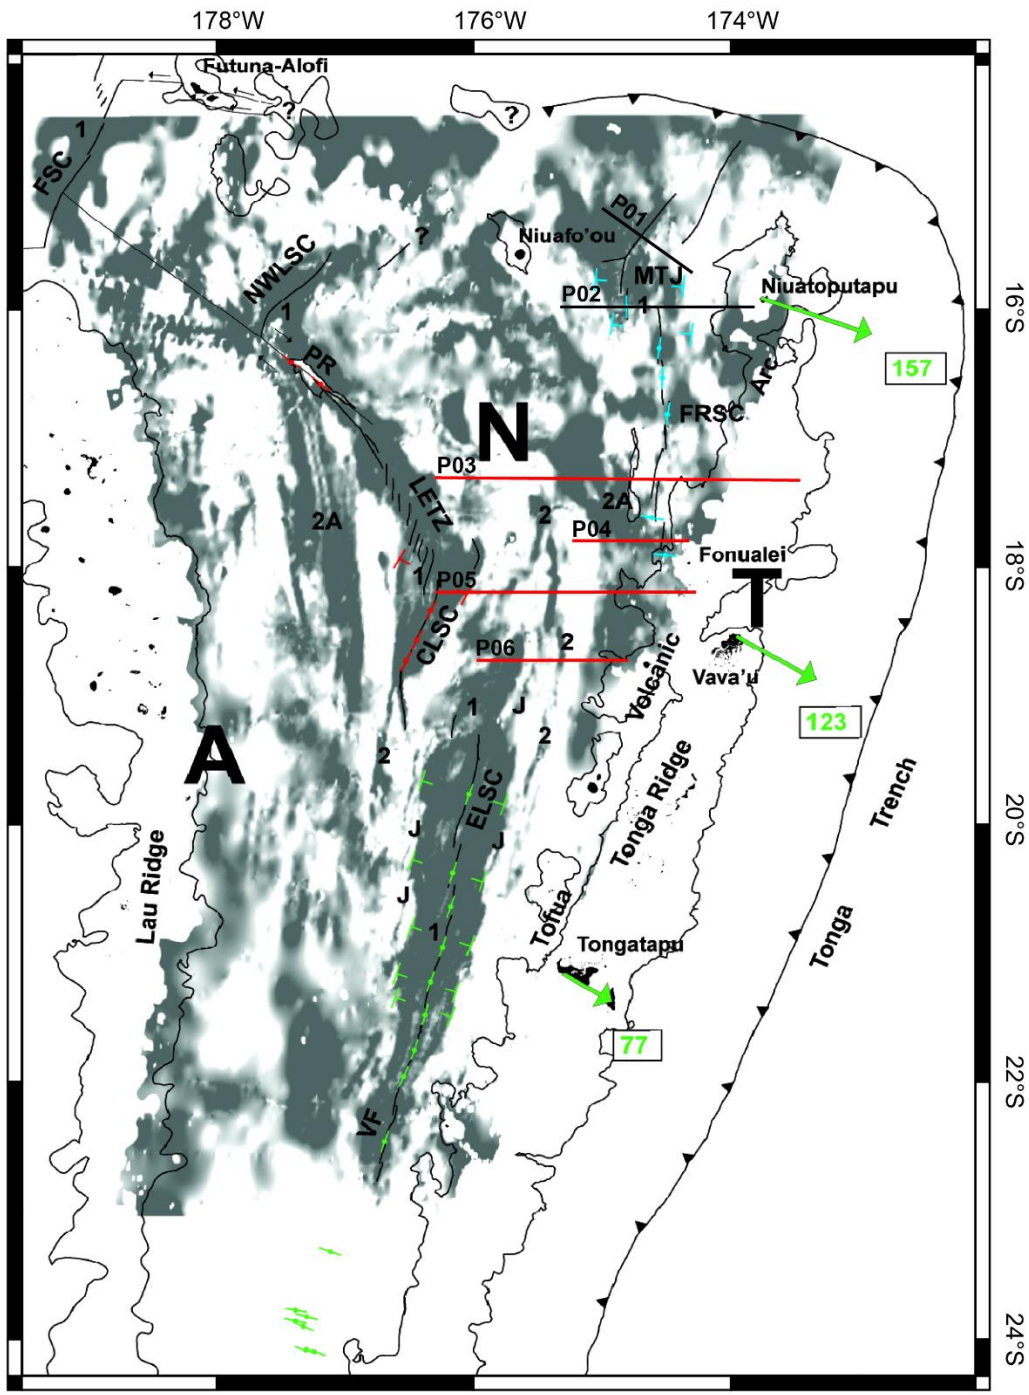 178°W
176°W
174°W
Futuna-Alofi
?
?
1
FSC
P01
?
Niuafo'ou
NWLSC
MTJ
Niuatoputapu
P02
1
1
16°S
PR
157
Arc
N
FRSC
P03
LETZ
2A
2
2A
P04
Fonualei
18°S
1
P05
T
CLSC
2
P06
Volcanic
Vava'u
J
1
123
2
2
A
ELSC
Tonga Ridge
Trench
20°S
J
J
J
Lau Ridge
Tofua
1
Tongatapu
Tonga
77
22°S
VF
24°S